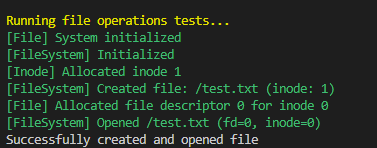 Running file operations tests...
[File] System initialized
[FileSystem] Initialized
[Inode] Allocated inode 1
[FileSystem] Created file: /test.txt (inode: 1)
[File] Allocated file descriptor 0 for inode 0
[FileSystem] Opened /test.txt (fd=0, inode=0)
Successfully created and opened file